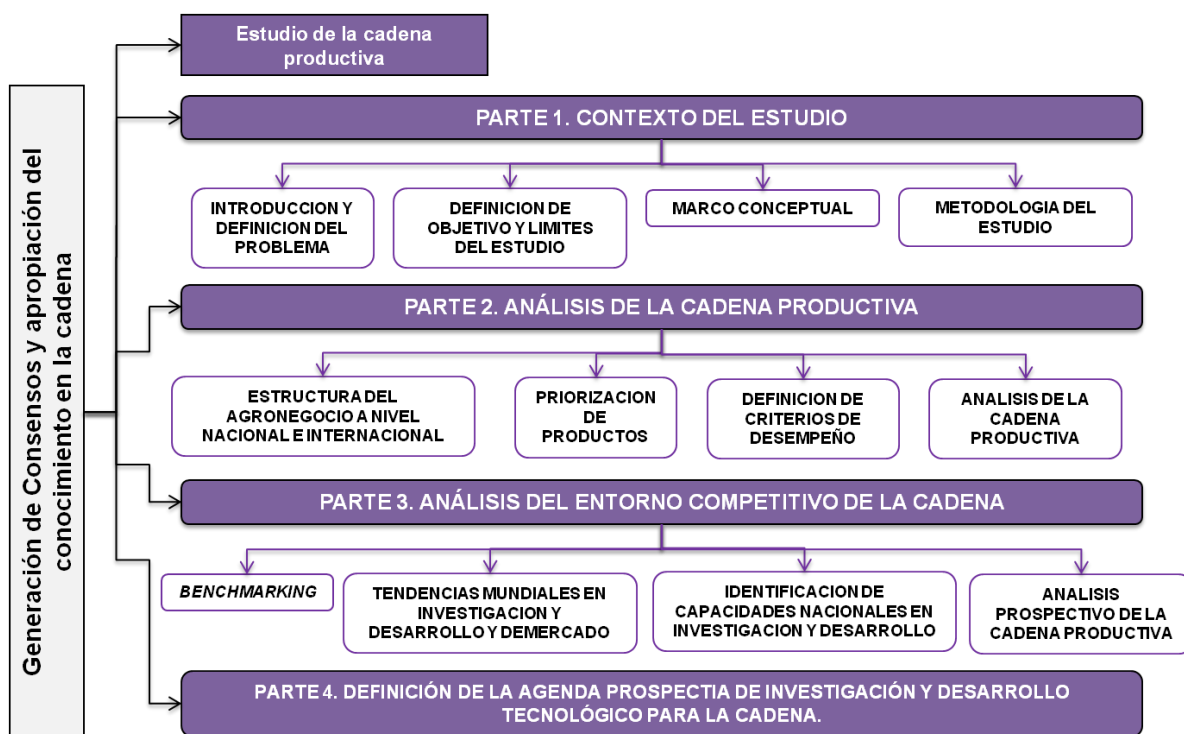 Generación de Consensos y apropiación del
conocimiento en la cadena
Estudio de la cadena
productiva
PARTE 1. CONTEXTO DEL ESTUDIO
INTRODUCCION Y
DEFINICION DEL
PROBLEMA
DEFINICION DE
OBJETIVO Y LIMITES
DEL ESTUDIO
MARCO CONCEPTUAL
METODOLOGIA DEL
ESTUDIO
PARTE 2. ANÁLISIS DE LA CADENA PRODUCTIVA
ESTRUCTURA DEL
AGRONEGOCIO A NIVEL
NACIONAL E INTERNACIONAL
PRIORIZACION
DE
PRODUCTOS
DEFINICION DE
CRITERIOS DE
DESEMPEÑO
ANALISIS DE LA
CADENA
PRODUCTIVA
PARTE 3. ANÁLISIS DEL ENTORNO COMPETITIVO DE LA CADENA
BENCHMARKING
TENDENCIAS MUNDIALES EN
INVESTIGACION Y
DESARROLLO Y DEMERCADO
IDENTIFICACION DE
CAPACIDADES NACIONALES EN
INVESTIGACION Y DESARROLLO
ANALISIS
PROSPECTIVO DE LA
CADENA PRODUCTIVA
PARTE 4. DEFINICIÓN DE LA AGENDA PROSPECTIA DE INVESTIGACIÓN Y DESARROLLO
TECNOLÓGICO PARA LA CADENA.